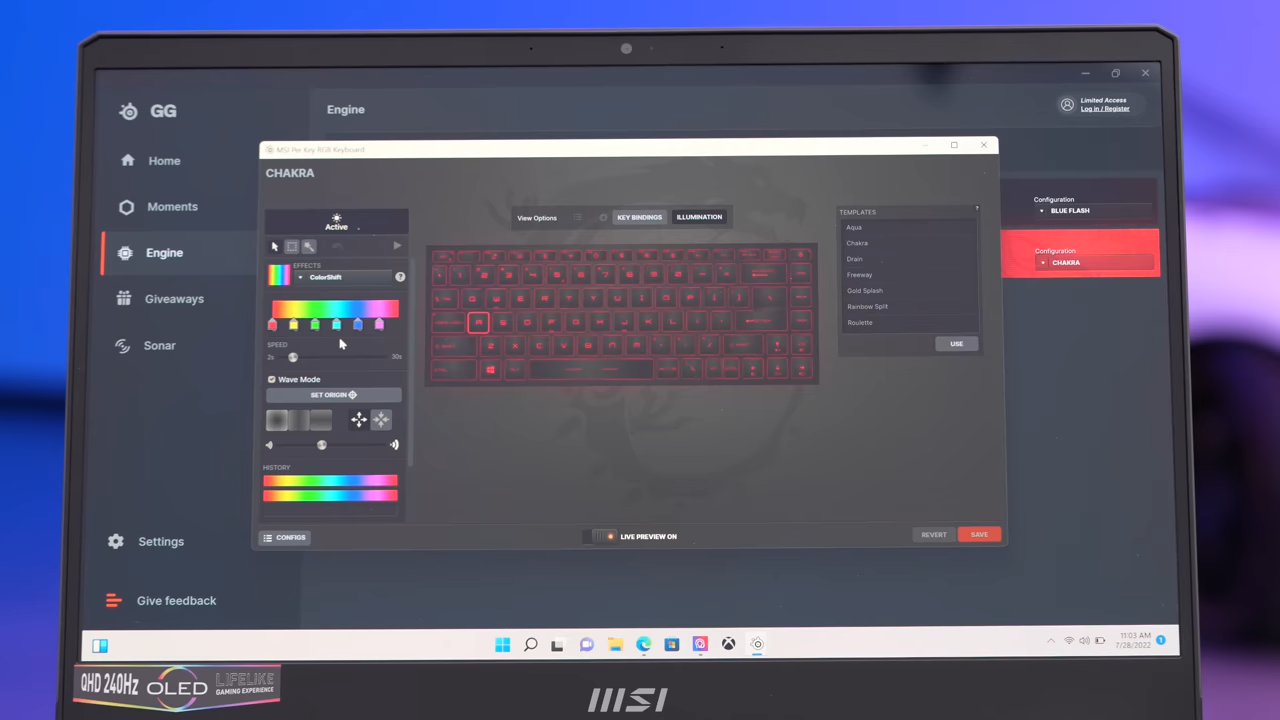 GG
Home
Moments
Engine
Giveaways
Sonar
Settings
Give feedback
Engine
Limited Access
Log in / Register
Configuration
BLUE FLASH
Configuration
CHAKRA
MSI Per Key RGB Keyboard
CHAKRA
Active
EFFECTS
ColorShift
?
SPEED
2s
30s
Wave Mode
SET ORIGIN
HISTORY
CONFIGS
View Options
KEY BINDINGS
ILLUMINATION
TEMPLATES
Aqua
Chakra
Drain
Freeway
Gold Splash
Rainbow Split
Roulette
USE
LIVE PREVIEW ON
REVERT
SAVE
11:03 AM
7/28/2022
1
QHD 240Hz
OLED
LIFELIKE
GAMING EXPERIENCE
msi